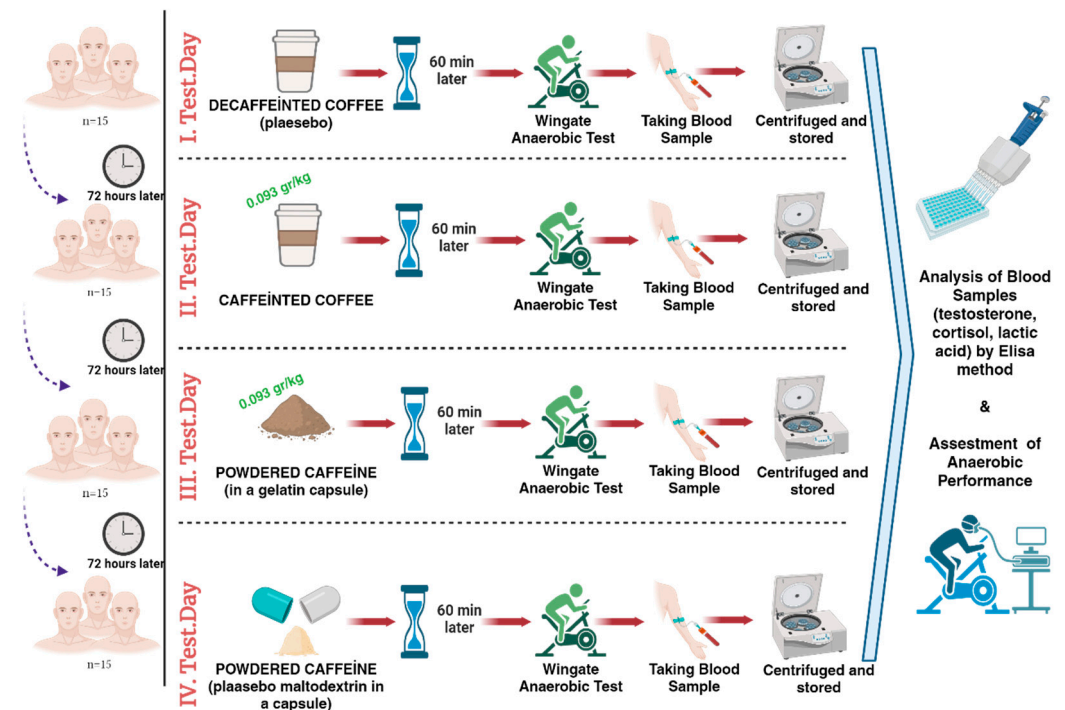 n=15
72 hours later
n=15
72 hours later
n=15
72 hours later
n=15
I. Test.Day
DECAFFEİNTED COFFEE
(plaesebo)
60 min
later
Wingate
Anaerobic Test
Taking Blood
Sample
Centrifuged and
stored
II. Test.Day
0.093 gr/kg
CAFFEİNTED COFFEE
60 min
later
Wingate
Anaerobic Test
Taking Blood
Sample
Centrifuged and
stored
III. Test.Day
0.093 gr/kg
POWDERED CAFFEİNE
(in a gelatin capsule)
60 min
later
Wingate
Anaerobic Test
Taking Blood
Sample
Centrifuged and
stored
IV. Test.Day
POWDERED CAFFEİNE
(plaasebo maltodextrin in
a capsule)
60 min
later
Wingate
Anaerobic Test
Taking Blood
Sample
Centrifuged and
stored
Analysis of Blood
Samples
(testosterone,
cortisol, lactic
acid) by Elisa
method
&
Assestment of
Anaerobic
Performance